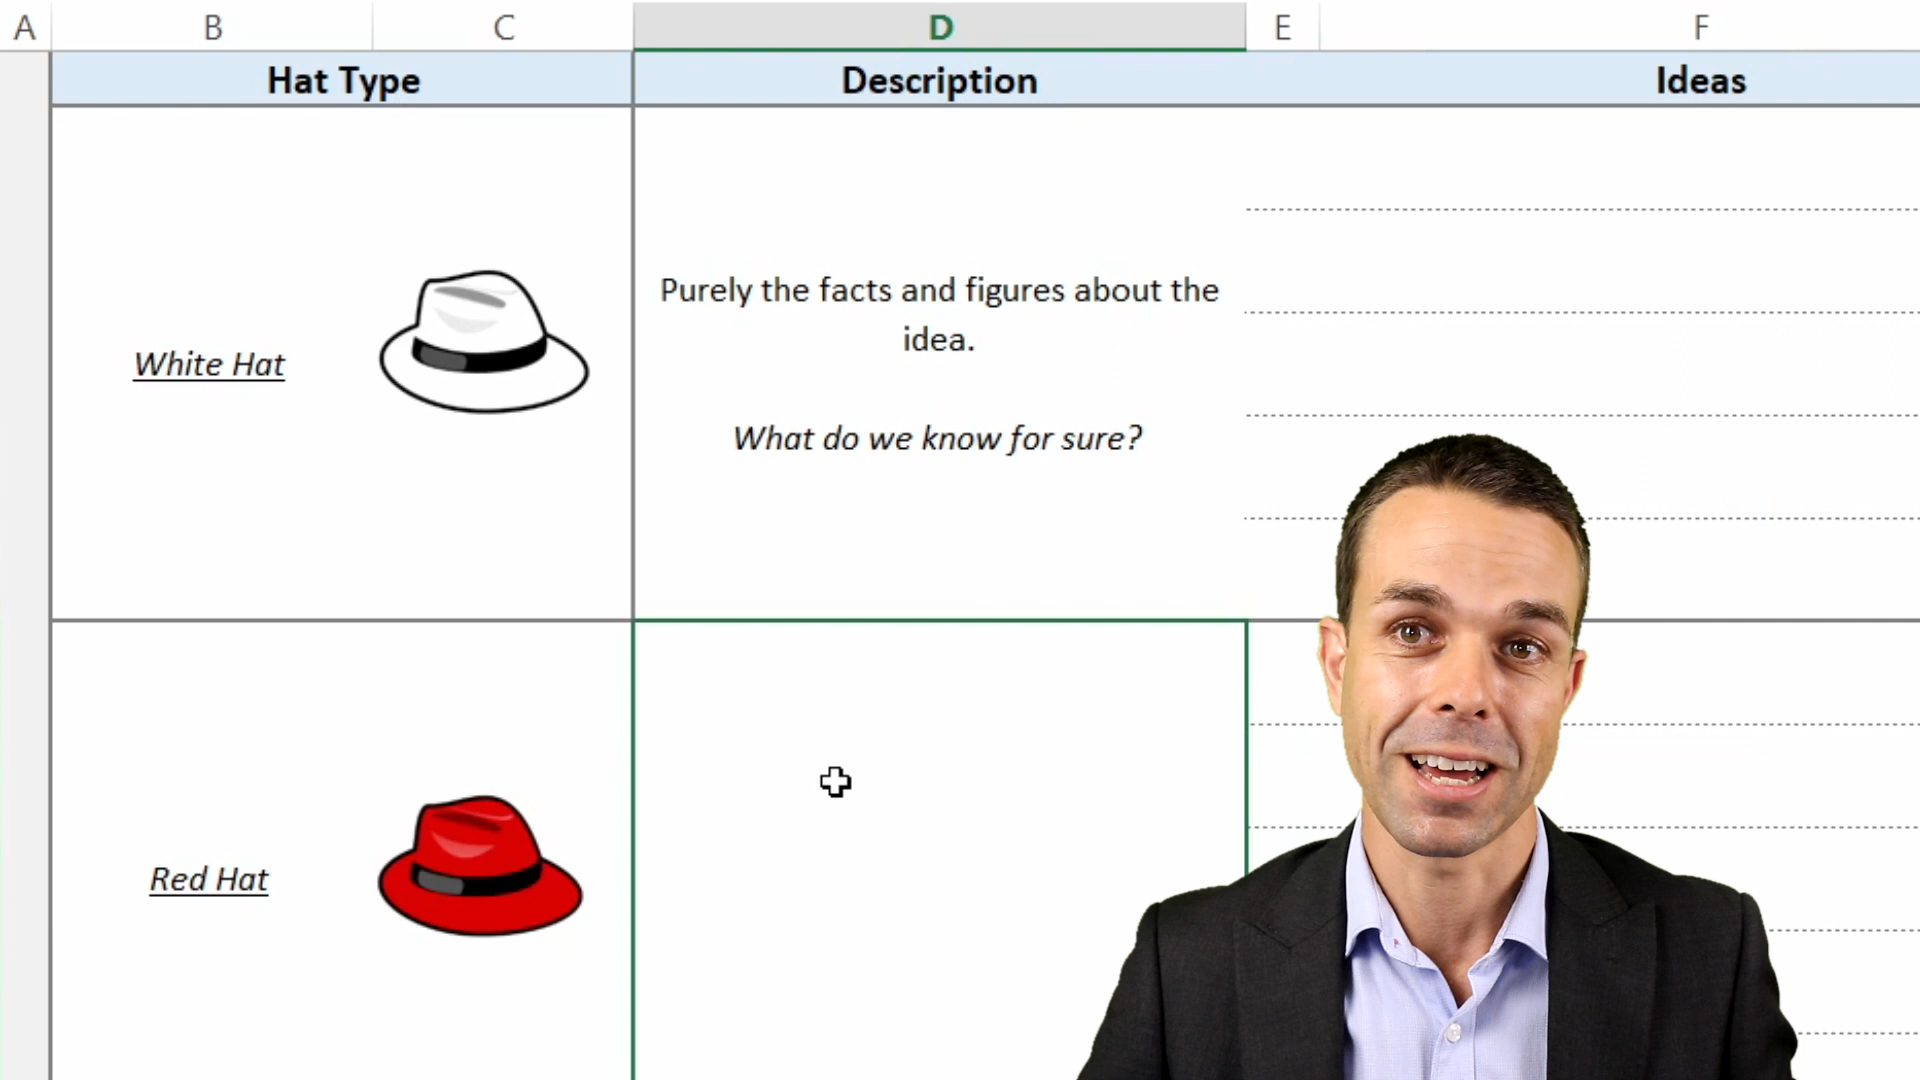 A B C D E F
Hat Type Description Ideas
White Hat
Purely the facts and figures about the
idea.
What do we know for sure?
Red Hat